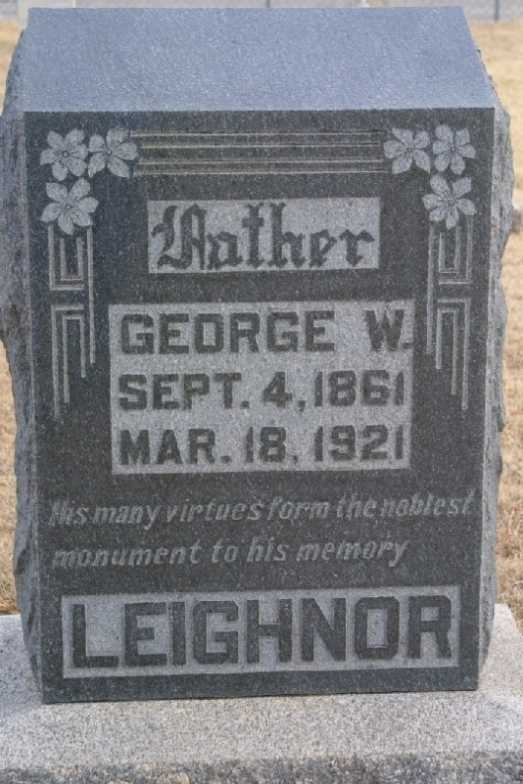 Father
GEORGE W.
SEPT. 4, 1861
MAR. 18, 1921
His many virtues form the noblest
monument to his memory
LEIGHNOR